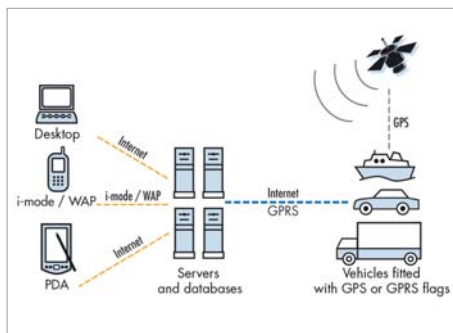 GPS
Desktop
Internet
i-mode / WAP
i-mode / WAP
Internet
GPRS
Internet
PDA
Servers
and databases
Vehicles fitted
with GPS or GPRS flags